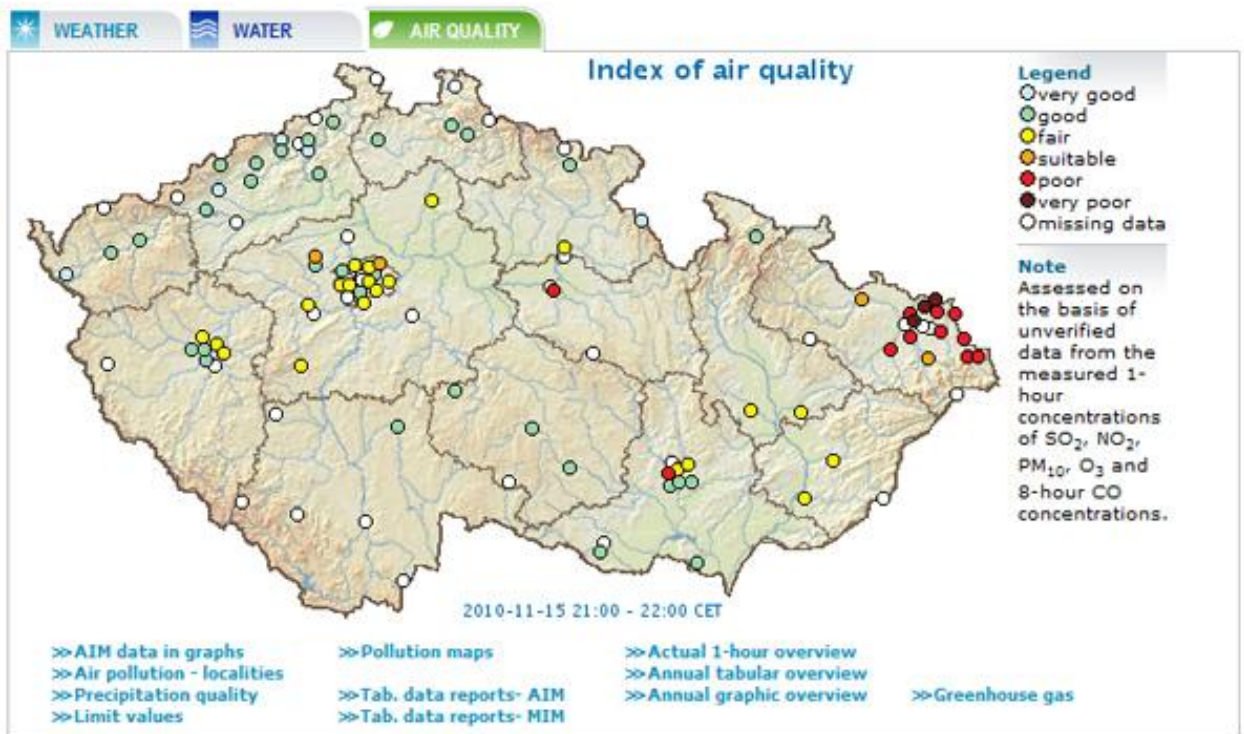 WEATHER
WATER
AIR QUALITY
Index of air quality
Legend
very good
good
fair
suitable
poor
very poor
missing data
Note
Assessed on
the basis of
unverified
data from the
measured 1-
hour
concentrations
of SO₂, NO₂,
PM₁₀, O₃ and
8-hour CO
concentrations.
2010-11-15 21:00 - 22:00 CET
>>AIM data in graphs
>>Pollution maps
>>Actual 1-hour overview
>>Air pollution - localities
>>Annual tabular overview
>>Precipitation quality
>>Tab. data reports- AIM
>>Annual graphic overview
>>Greenhouse gas
>>Limit values
>>Tab. data reports- MIM